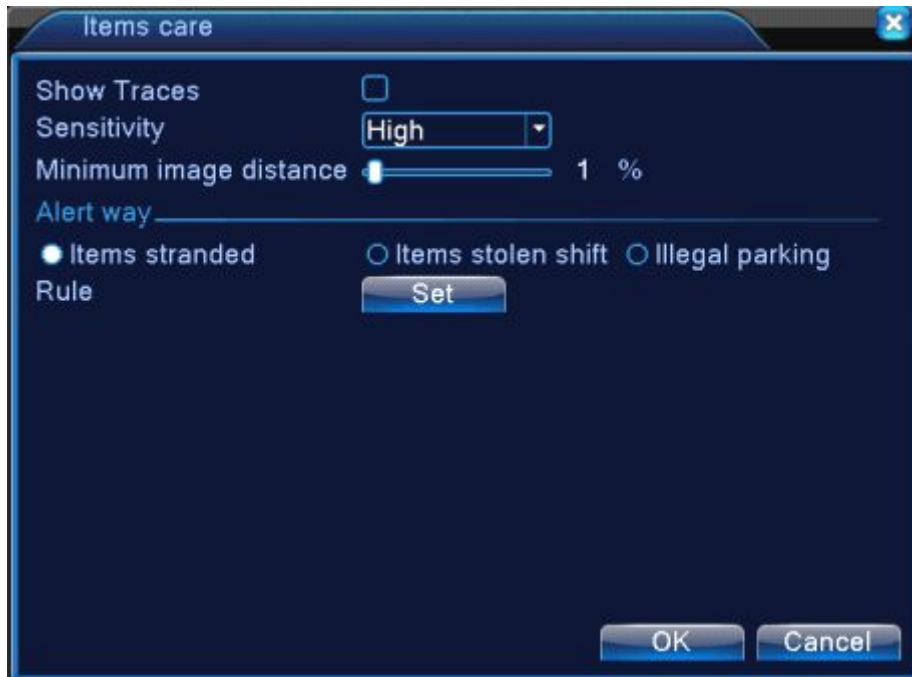 Items care
Show Traces
Sensitivity High
Minimum image distance 1 %
Alert way
Items stranded Items stolen shift Illegal parking
Rule Set
OK Cancel